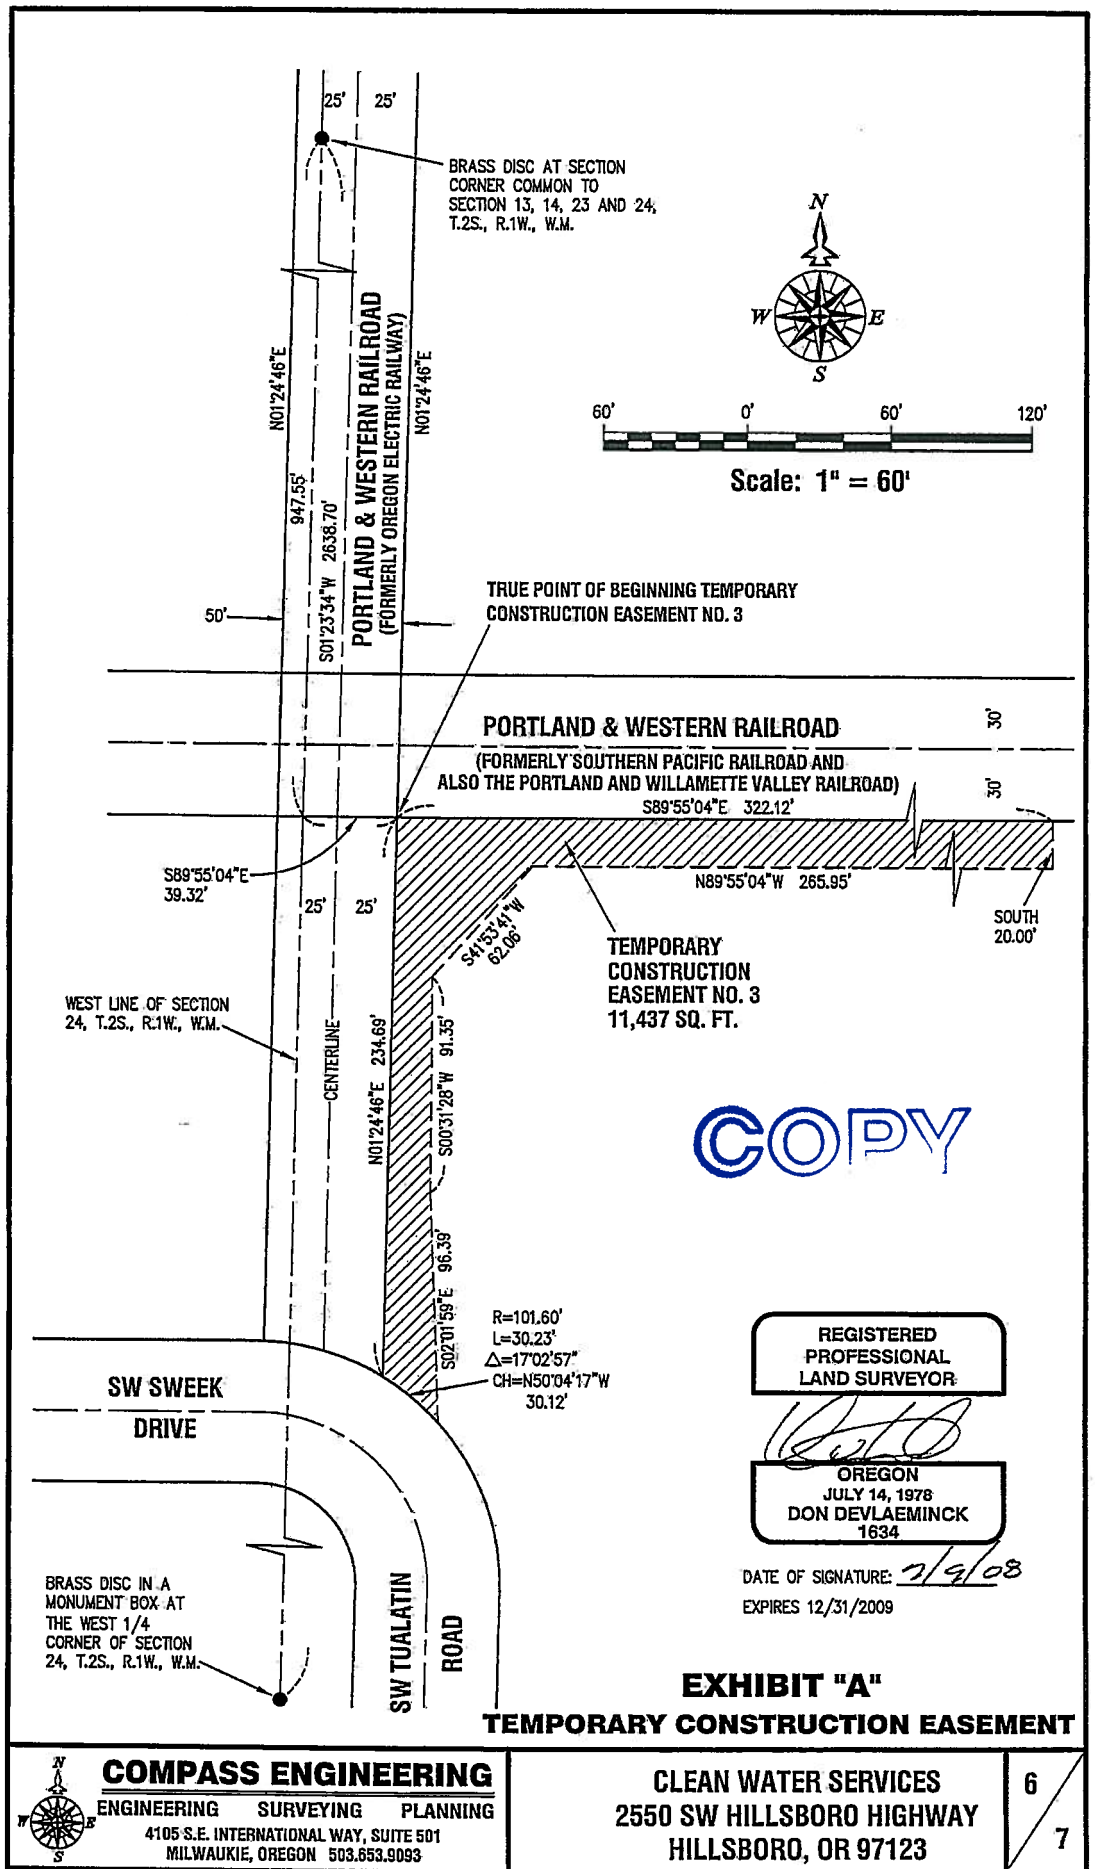 25' 25'
BRASS DISC AT SECTION
CORNER COMMON TO
SECTION 13, 14, 23 AND 24,
T.2S., R.1W., W.M.
N
W E
S
60' 0' 60' 120'
Scale: 1" = 60'
N01°24'46"E
947.55'
S01°23'34"W 2638.70'
PORTLAND & WESTERN RAILROAD
(FORMERLY OREGON ELECTRIC RAILWAY)
N01°24'46"E
50'
TRUE POINT OF BEGINNING TEMPORARY
CONSTRUCTION EASEMENT NO. 3
PORTLAND & WESTERN RAILROAD
(FORMERLY SOUTHERN PACIFIC RAILROAD AND
ALSO THE PORTLAND AND WILLAMETTE VALLEY RAILROAD)
30'
30'
S89°55'04"E 322.12'
S89°55'04"E
39.32'
25' 25'
N89°55'04"W 265.95'
SOUTH
20.00'
S41°53'41"W
62.06'
TEMPORARY
CONSTRUCTION
EASEMENT NO. 3
11,437 SQ. FT.
WEST LINE OF SECTION
24, T.2S., R.1W., W.M.
CENTERLINE
N01°24'46"E 234.69'
S00°31'28"W 91.35'
COPY
S02°01'59"E 96.39'
R=101.60'
L=30.23'
△=17°02'57"
CH=N50°04'17"W
30.12'
SW SWEEK
DRIVE
REGISTERED
PROFESSIONAL
LAND SURVEYOR
OREGON
JULY 14, 1978
DON DEVLAEMINCK
1634
DATE OF SIGNATURE: 7/9/08
EXPIRES 12/31/2009
BRASS DISC IN A
MONUMENT BOX AT
THE WEST 1/4
CORNER OF SECTION
24, T.2S., R.1W., W.M.
SW TUALATIN
ROAD
EXHIBIT "A"
TEMPORARY CONSTRUCTION EASEMENT
N
W E
S
COMPASS ENGINEERING
ENGINEERING SURVEYING PLANNING
4105 S.E. INTERNATIONAL WAY, SUITE 501
MILWAUKIE, OREGON 503.653.9093
CLEAN WATER SERVICES
2550 SW HILLSBORO HIGHWAY
HILLSBORO, OR 97123
6
7